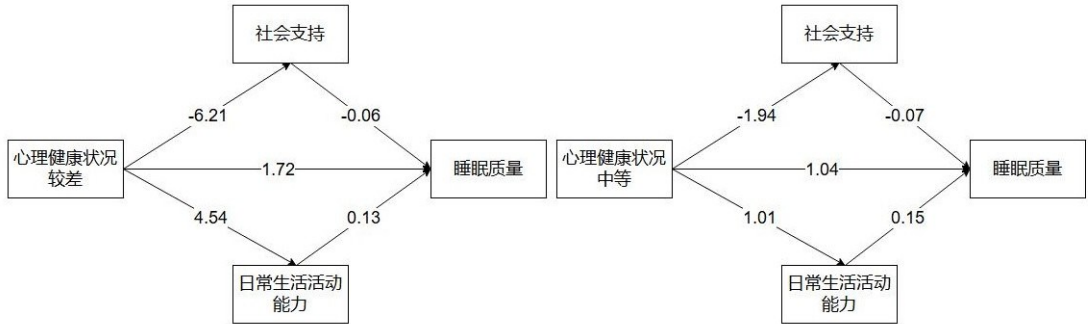 社会支持
-6.21
-0.06
心理健康状况
较差
1.72
睡眠质量
4.54
0.13
日常生活活动
能力
社会支持
-1.94
-0.07
心理健康状况
中等
1.04
睡眠质量
1.01
0.15
日常生活活动
能力